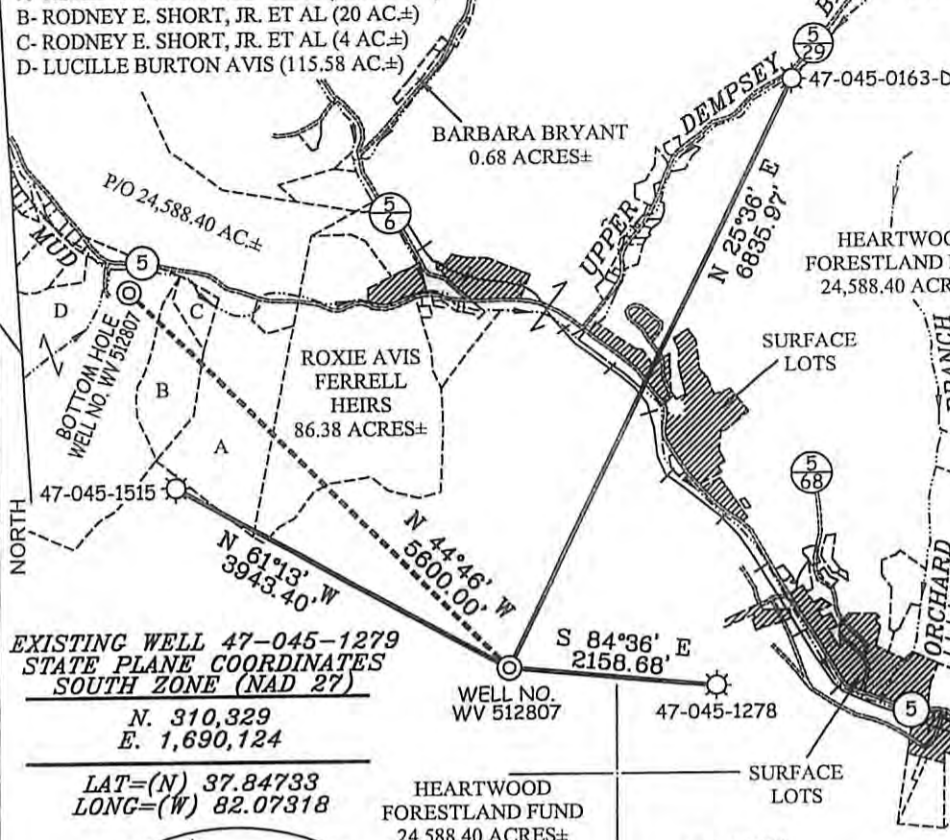 B- RODNEY E. SHORT, JR. ET AL (20 AC.±)
C- RODNEY E. SHORT, JR. ET AL (4 AC.±)
D- LUCILLE BURTON AVIS (115.58 AC.±)
5
29
47-045-0163-D
UPPER DEMPSEY
BARBARA BRYANT
0.68 ACRES±
P/O 24,588.40 AC.±
5
6
N 25°36' E
6835.97'
MUD
5
HEARTWOO
FORESTLAND
24,588.40 ACR
D
C
BOTTOM HOLE
WELL NO. WV 512807
ROXIE AVIS
FERRELL
HEIRS
86.38 ACRES±
SURFACE
LOTS
B
A
5
68
47-045-1515
NORTH
N 61°13' W
3943.40'
N 44°46' W
5600.00'
ORCHARD BRANCH
EXISTING WELL 47-045-1279
STATE PLANE COORDINATES
SOUTH ZONE (NAD 27)
N. 310,329
E. 1,690,124
LAT=(N) 37.84733
LONG=(W) 82.07318
S 84°36' E
2158.68'
WELL NO.
WV 512807
47-045-1278
5
SURFACE
LOTS
HEARTWOOD
FORESTLAND FUND
24,588.40 ACRES±